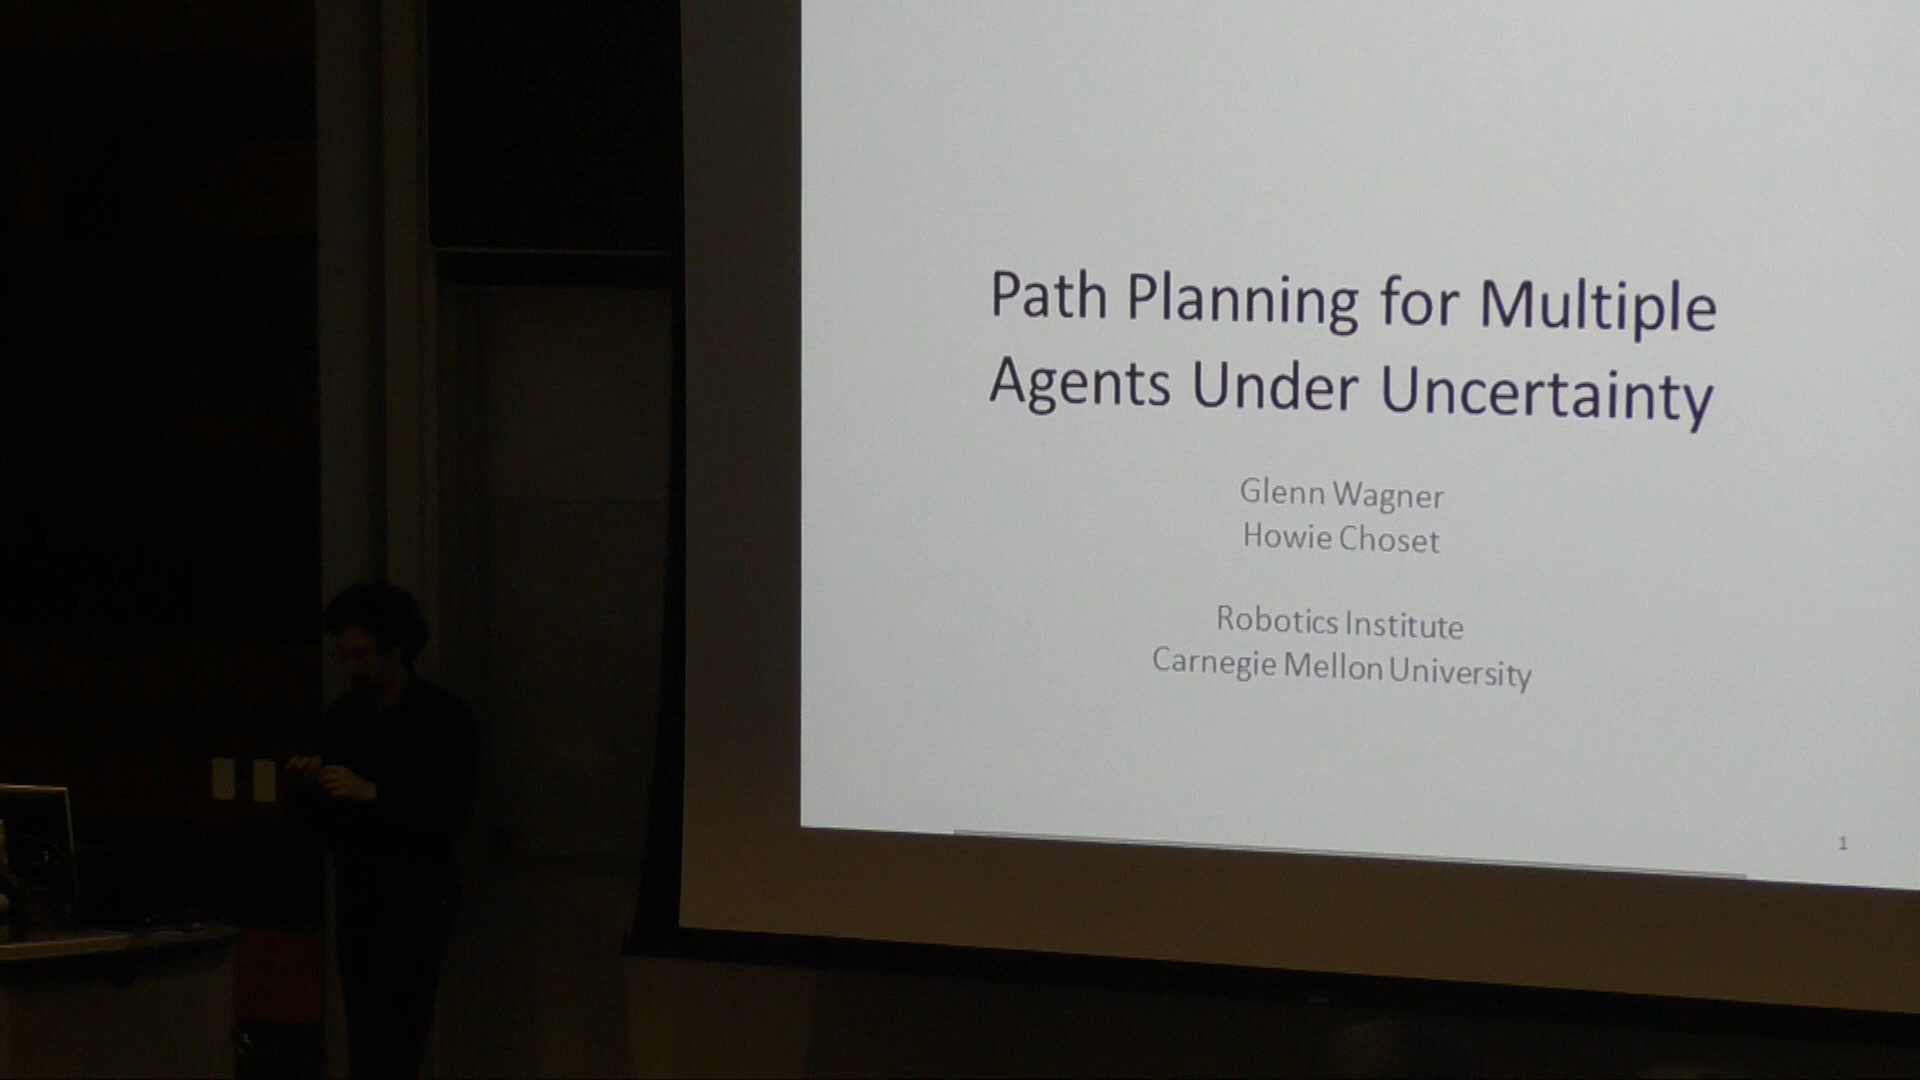 Path Planning for Multiple
Agents Under Uncertainty
Glenn Wagner
Howie Choset
Robotics Institute
Carnegie Mellon University
1